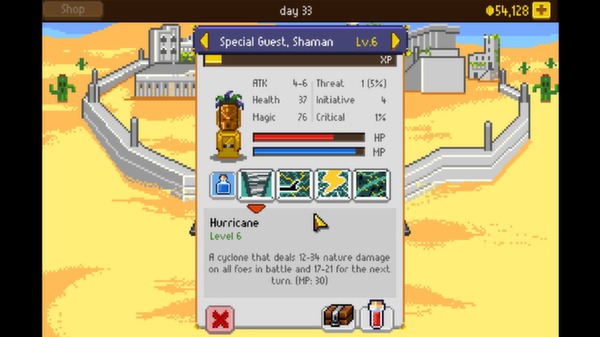 Shop
day 33
54,128
Special Guest, Shaman Lv.6
XP
ATK 4-6 Threat 1 (5%)
Health 37 Initiative 4
Magic 76 Critical 1%
HP
MP
Hurricane
Level 6
A cyclone that deals 12-34 nature damage
on all foes in battle and 17-21 for the next
turn. (MP: 30)